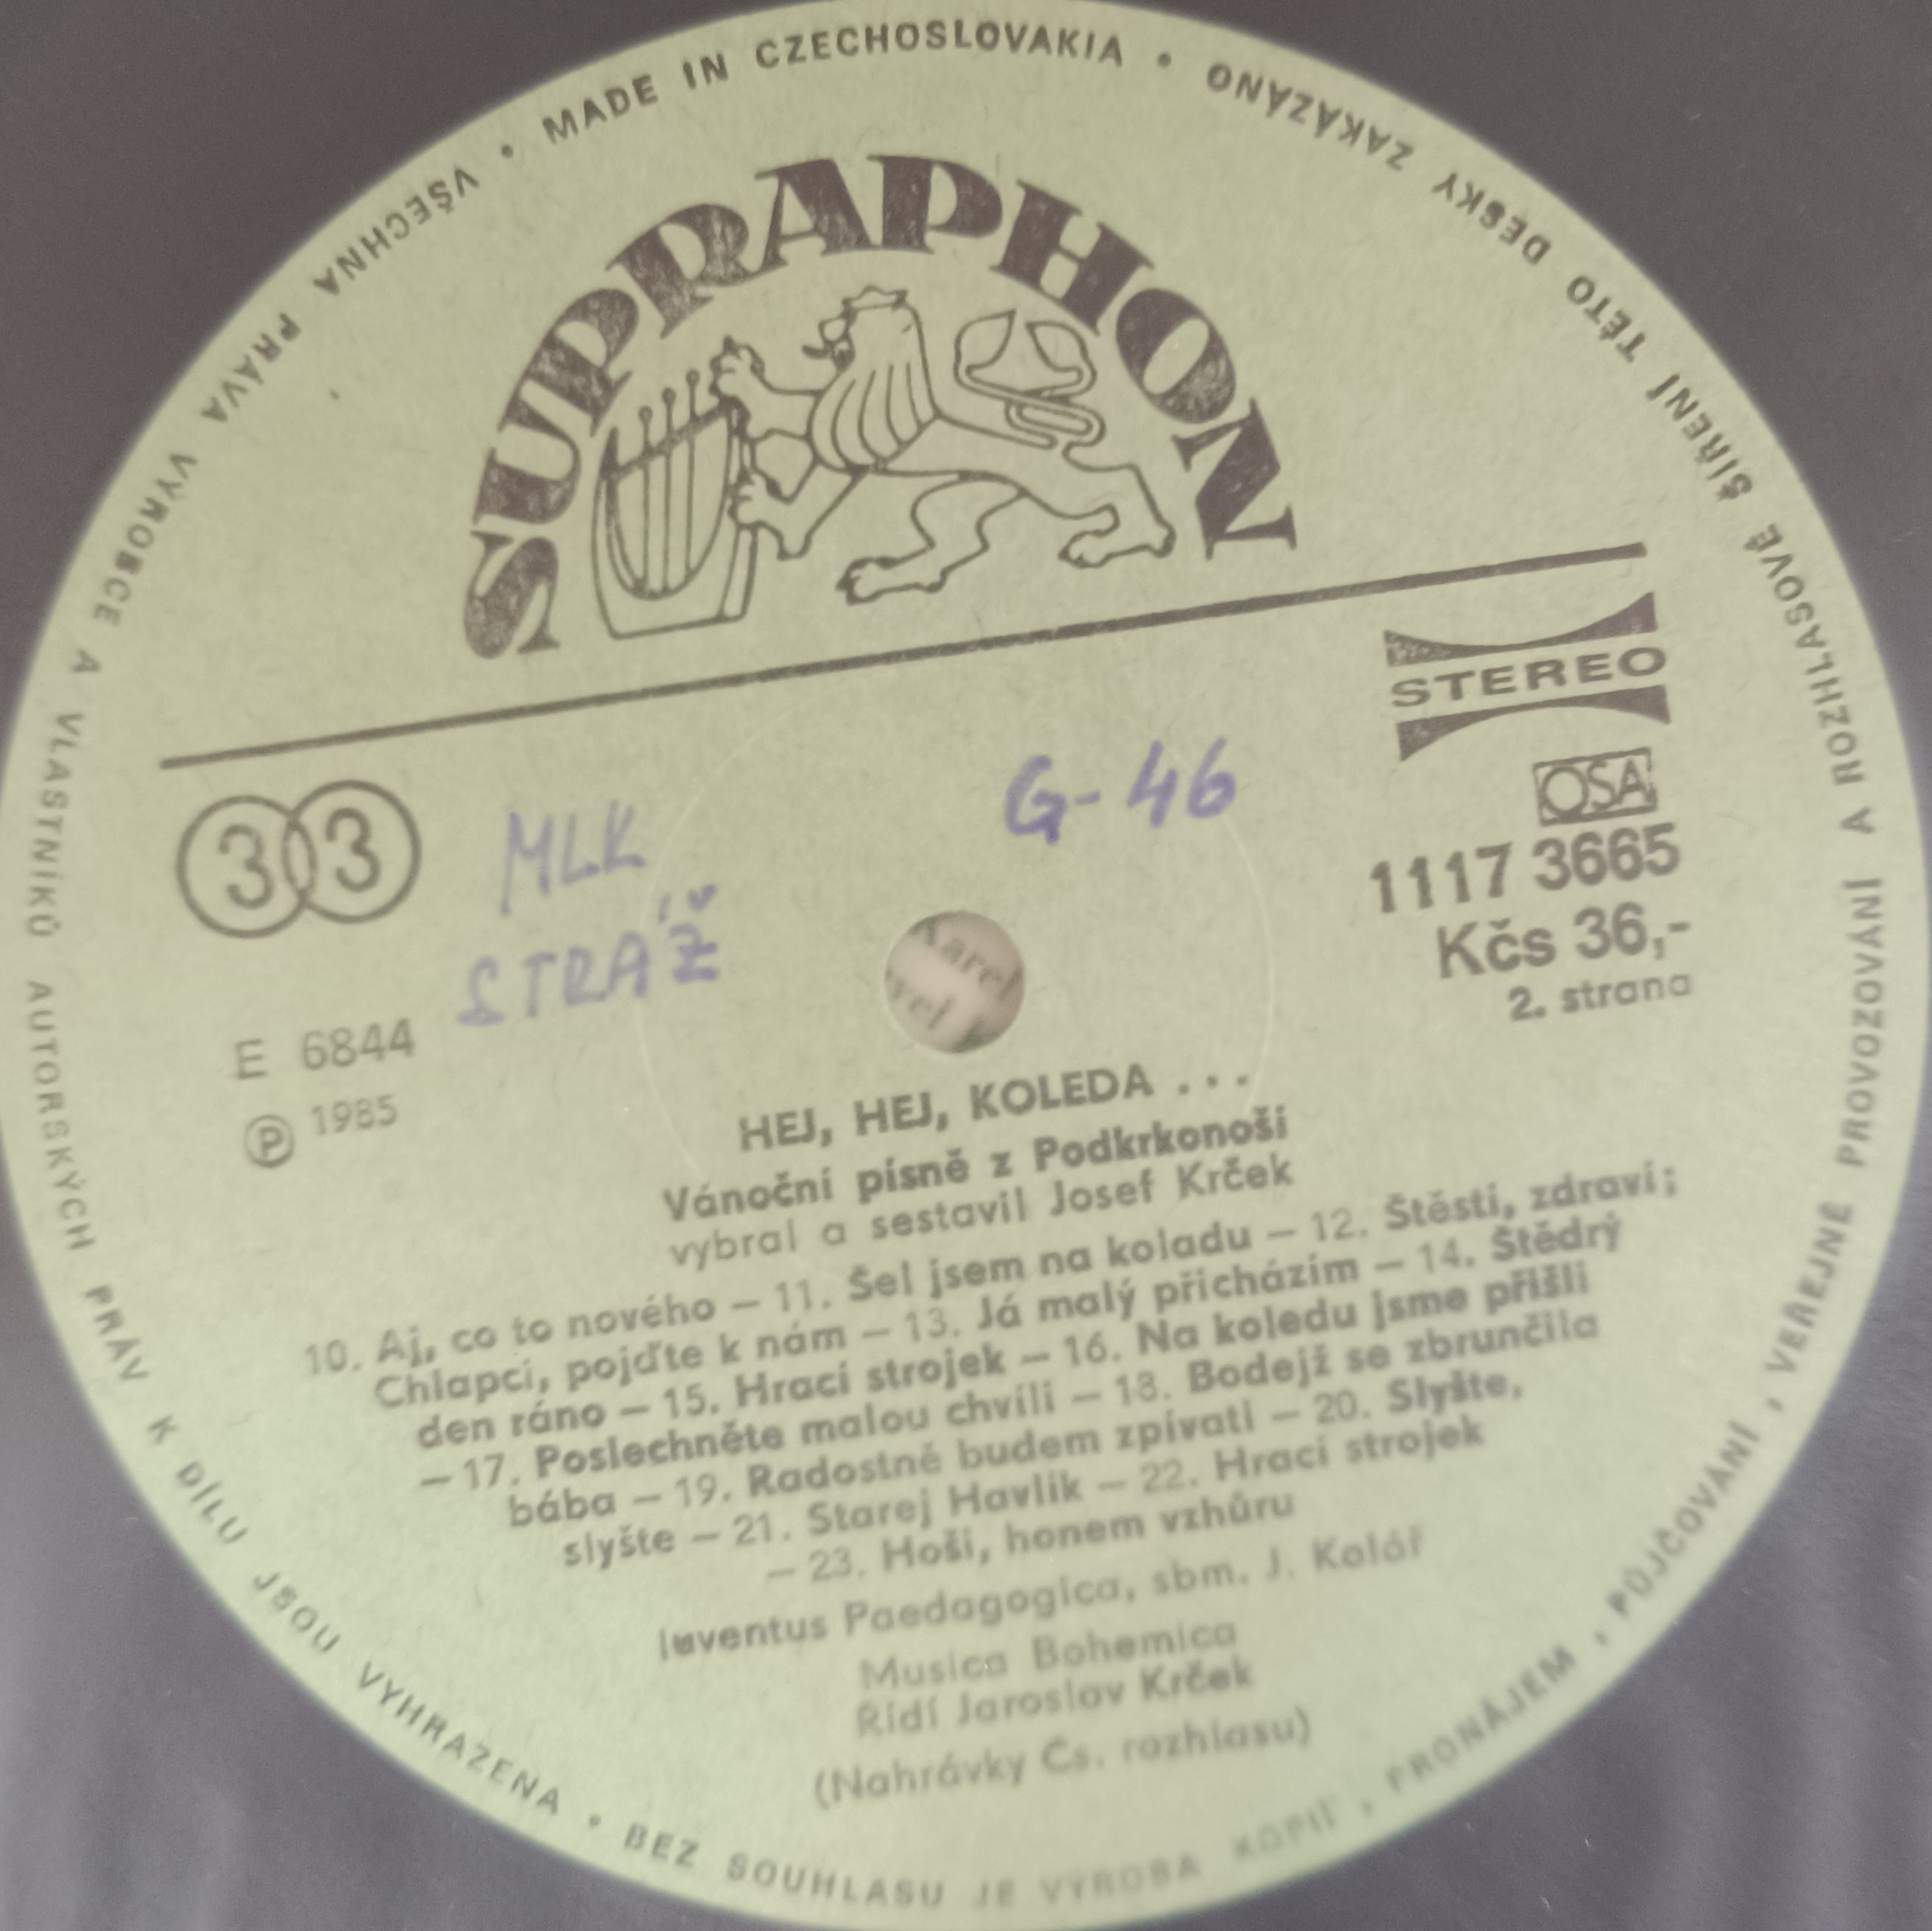 • MADE IN CZECHOSLOVAKIA •
VŠECHNA PRÁVA VÝROBCE A VLASTNÍKŮ AUTORSKÝCH PRÁV K DÍLU JSOU VYHRAZENA • BEZ SOUHLASU JE VÝROBA KOPIÍ, PRONÁJEM, PŮJČOVÁNÍ, VEŘEJNÉ PROVOZOVÁNÍ A ROZHLASOVÉ ŠÍŘENÍ TÉTO DESKY ZAKÁZÁNO
SUPRAPHON
STEREO
OSA
33
MLK
STRÁŽ
G-46
1117 3665
Kčs 36,-
2. strana
E 6844
Ⓟ 1985
Karel
HEJ, HEJ, KOLEDA . . .
Vánoční písně z Podkrkonoší
vybral a sestavil Josef Krček
10. Aj, co to nového – 11. Šel jsem na koladu – 12. Štěstí, zdraví;
Chlapci, pojďte k nám – 13. Já malý přicházím – 14. Štědrý
den ráno – 15. Hrací strojek – 16. Na koledu jsme přišli
– 17. Poslechněte malou chvíli – 18. Bodejž se zbrunčila
bába – 19. Radostně budem zpívati – 20. Slyšte,
slyšte – 21. Starej Havlík – 22. Hrací strojek
– 23. Hoši, honem vzhůru
Iuventus Paedagogica, sbm. J. Kolář
Musica Bohemica
Řídí Jaroslav Krček
(Nahrávky Čs. rozhlasu)